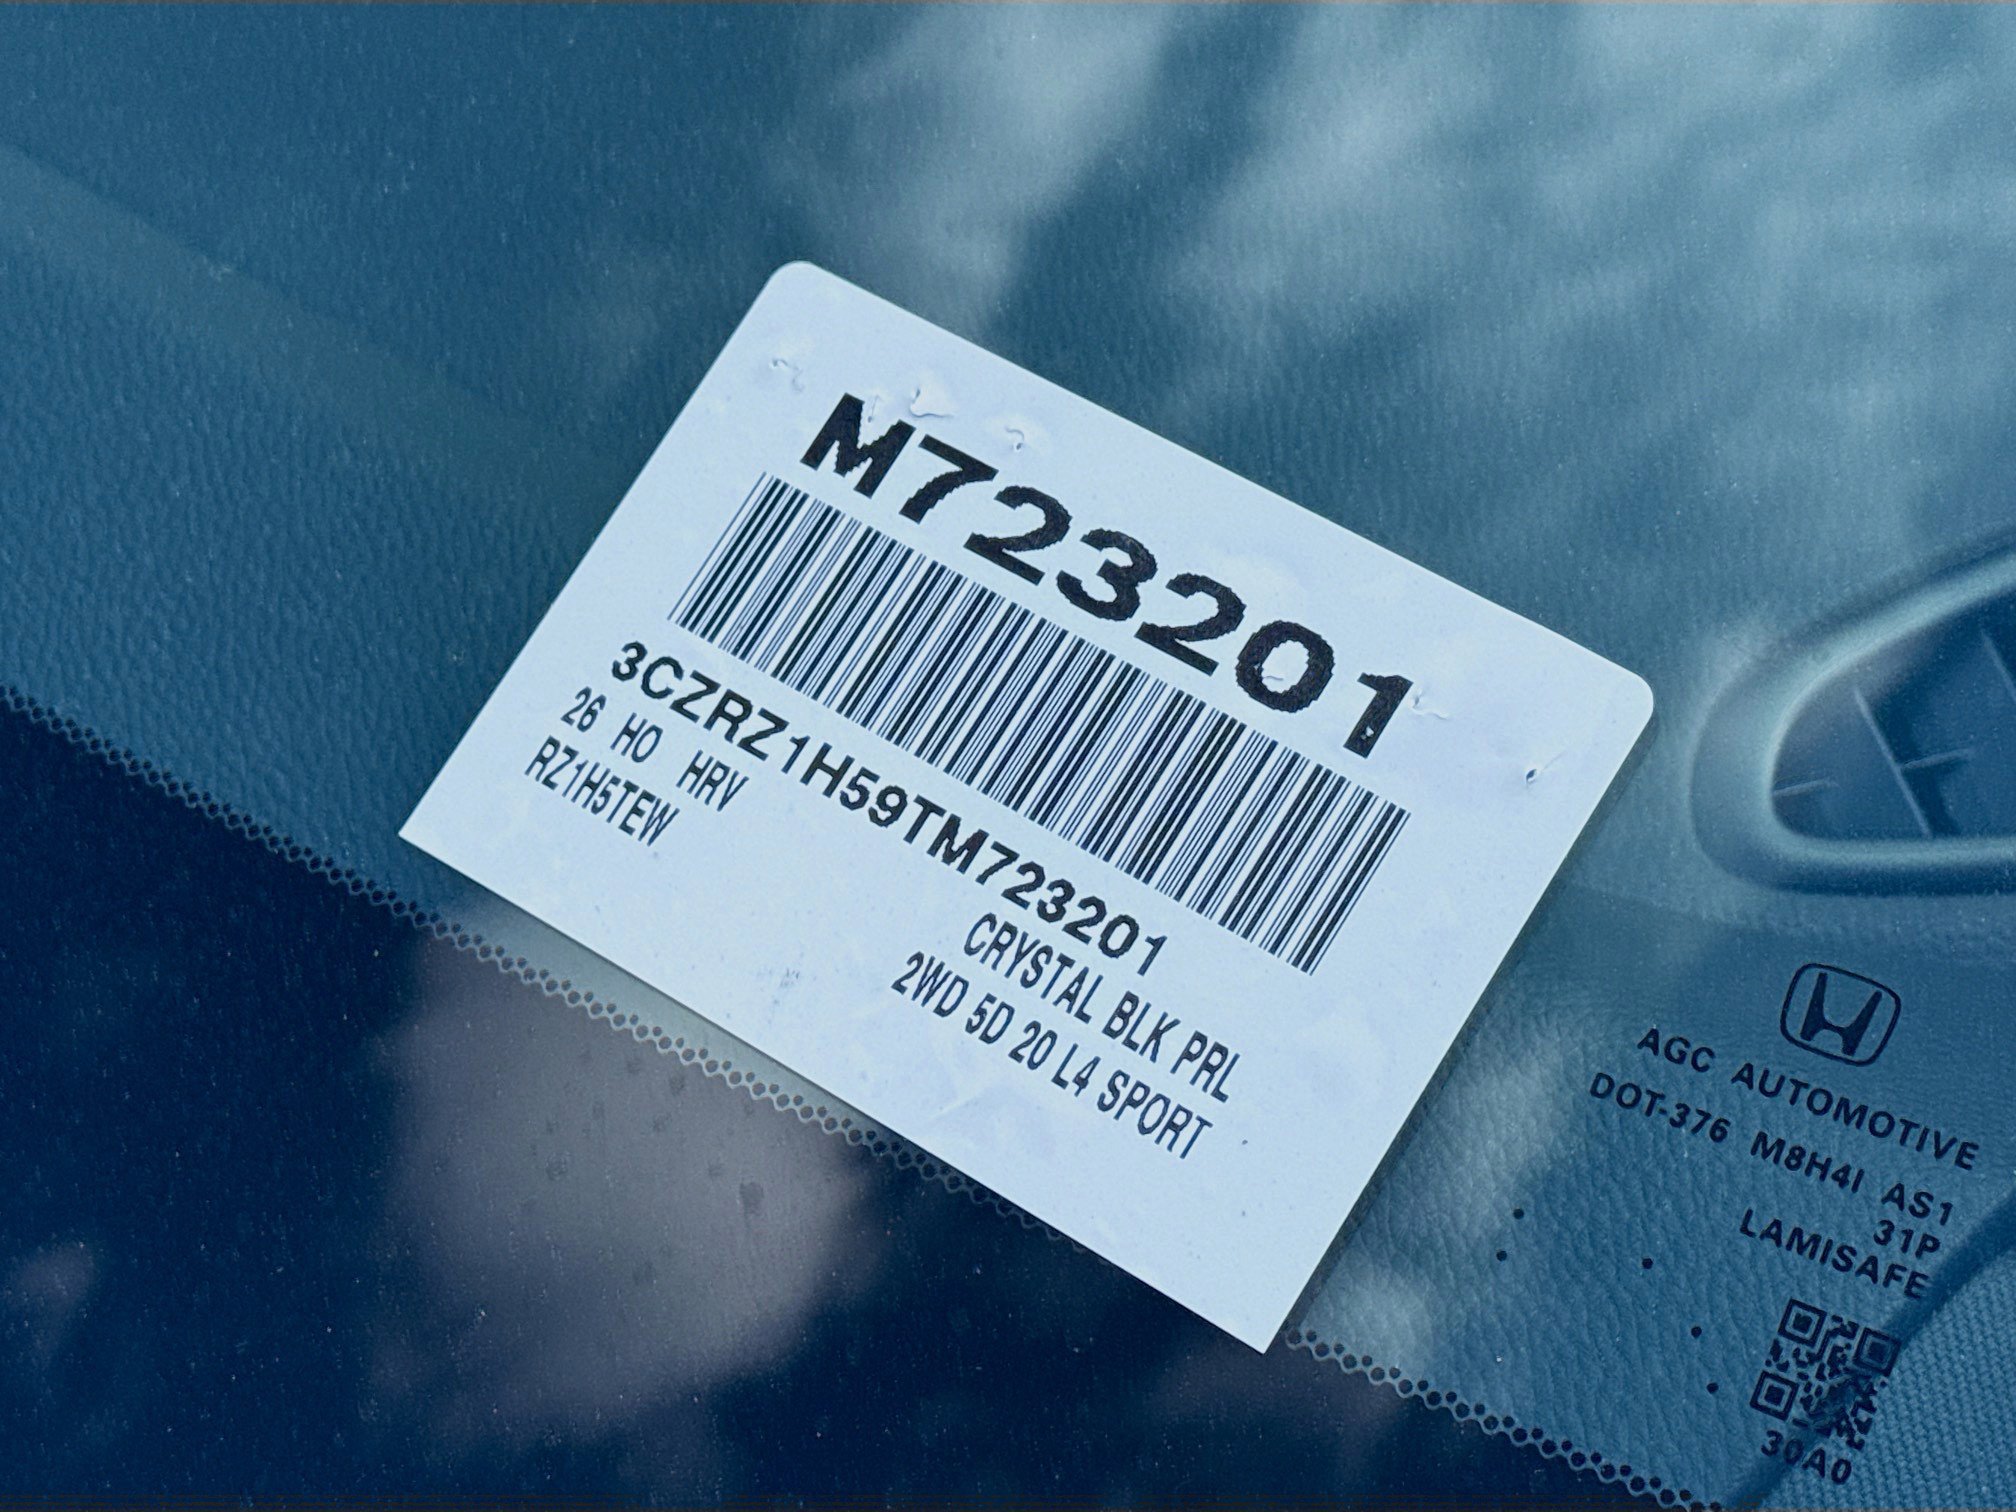 M723201
3CZRZ1H59TM723201
26 HO HRV
CRYSTAL BLK PRL
RZ1H5TEW
2WD 5D 20 L4 SPORT
AGC AUTOMOTIVE
DOT-376 M8H4I AS1
31P
LAMISAFE
30A0